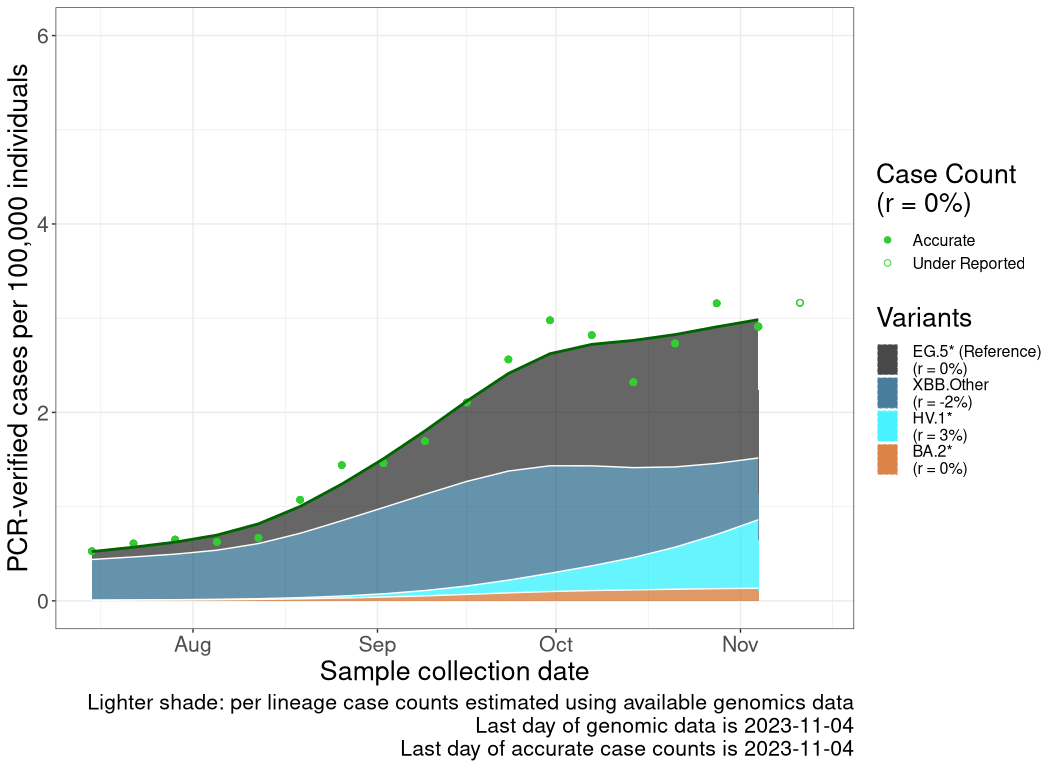 PCR-verified cases per 100,000 individuals
6
4
2
0
Aug Sep Oct Nov
Sample collection date
Lighter shade: per lineage case counts estimated using available genomics data
Last day of genomic data is 2023-11-04
Last day of accurate case counts is 2023-11-04
Case Count
(r = 0%)
Accurate
Under Reported
Variants
EG.5* (Reference)
(r = 0%)
XBB.Other
(r = -2%)
HV.1*
(r = 3%)
BA.2*
(r = 0%)